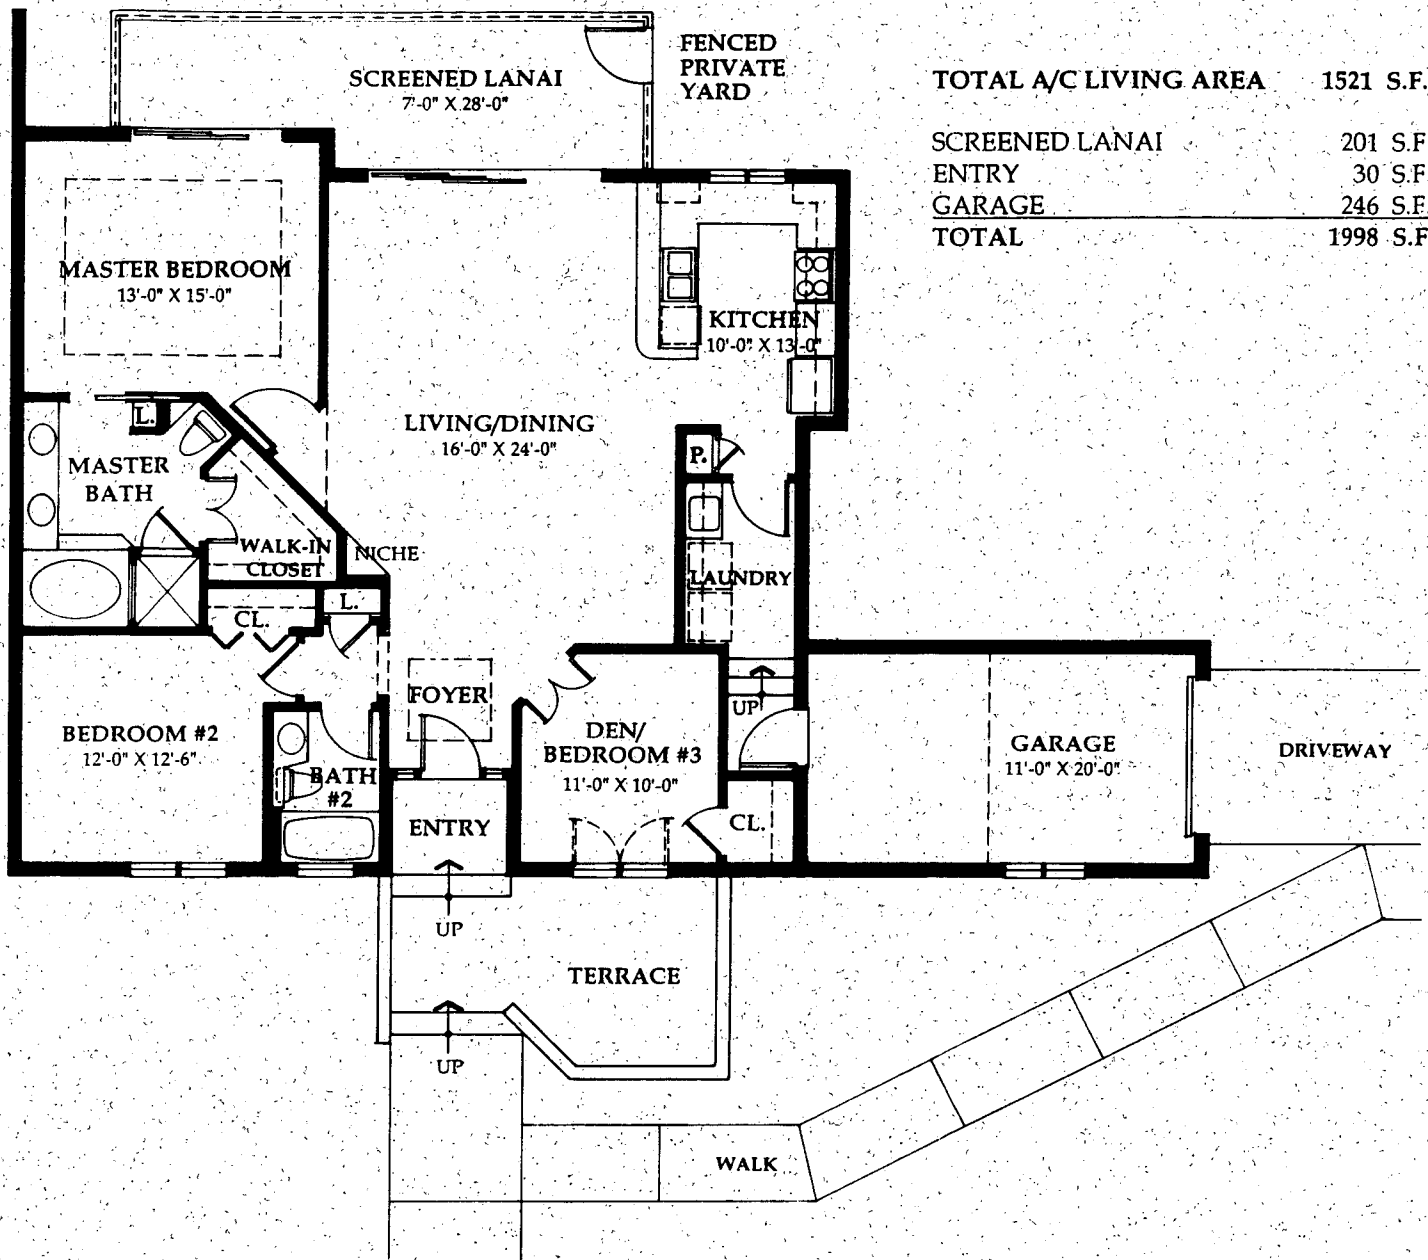 FENCED
PRIVATE
YARD
SCREENED LANAI
7'-0" X 28'-0"
TOTAL A/C LIVING AREA 1521 S.F.
SCREENED LANAI 201 S.F
ENTRY 30 S.F
GARAGE 246 S.F
TOTAL 1998 S.F
MASTER BEDROOM
13'-0" X 15'-0"
KITCHEN
10'-0" X 13'-0"
L.
LIVING/DINING
16'-0" X 24'-0"
MASTER
BATH
P.
WALK-IN
CLOSET
NICHE
LAUNDRY
CL.
L.
FOYER
UP
BEDROOM #2
12'-0" X 12'-6"
DEN/
BEDROOM #3
11'-0" X 10'-0"
GARAGE
11'-0" X 20'-0"
DRIVEWAY
BATH
#2
ENTRY
CL.
UP
TERRACE
UP
WALK